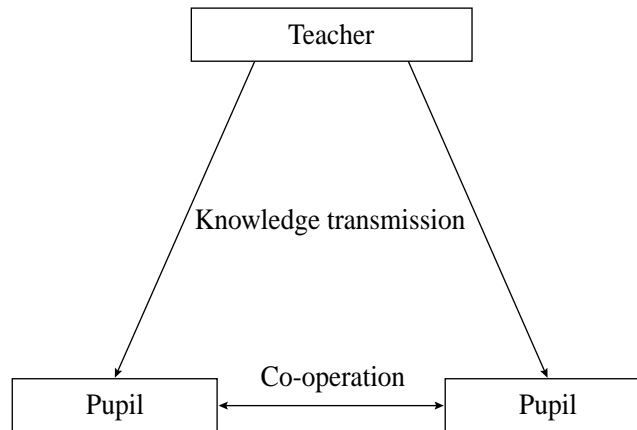 Teacher
Knowledge transmission
Co-operation
Pupil
Pupil